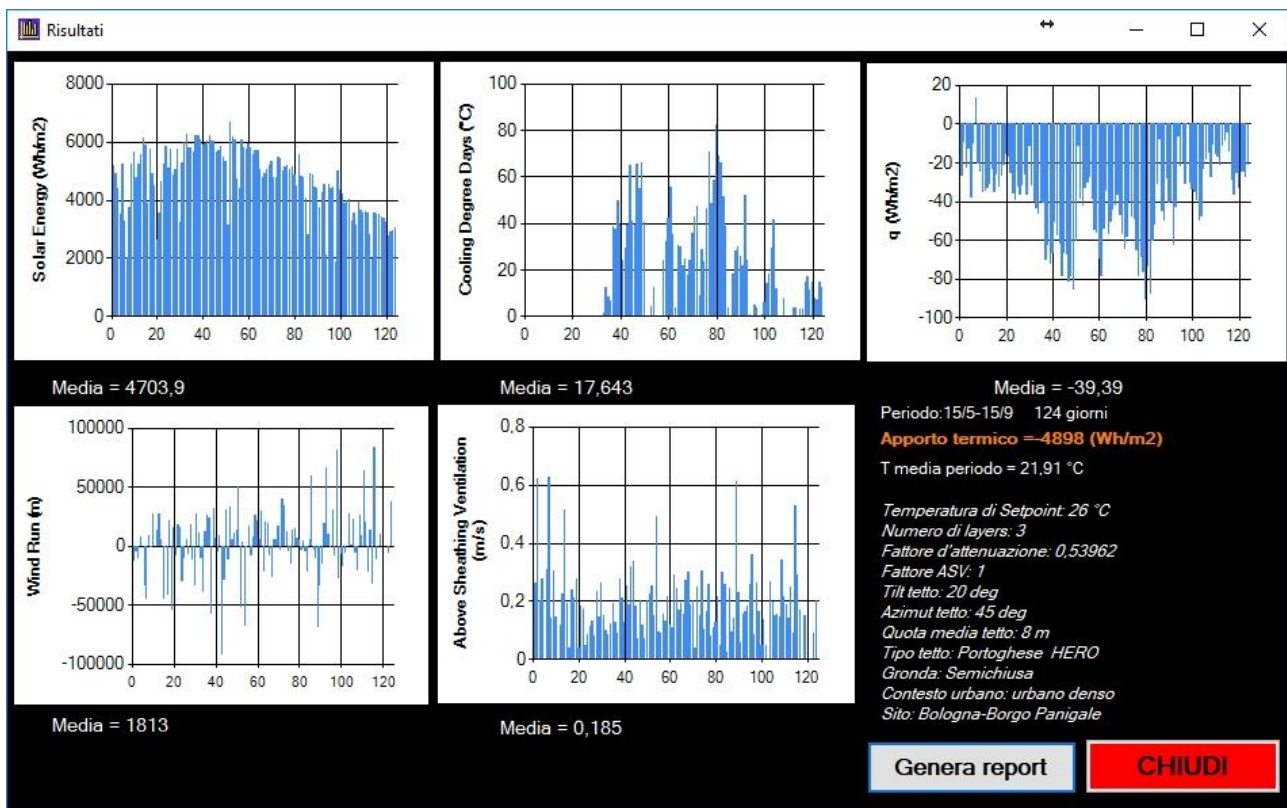 Risultati
Solar Energy (Wh/m2)
8000
6000
4000
2000
0
0 20 40 60 80 100 120
Media = 4703,9
Cooling Degree Days (°C)
100
80
60
40
20
0
0 20 40 60 80 100 120
Media = 17,643
q (Wh/m2)
20
0
-20
-40
-60
-80
-100
0 20 40 60 80 100 120
Media = -39,39
Wind Run (m)
100000
50000
0
-50000
-100000
0 20 40 60 80 100 120
Media = 1813
Above Sheathing Ventilation
(m/s)
0.8
0.6
0.4
0.2
0
0 20 40 60 80 100 120
Media = 0,185
Periodo:15/5-15/9 124 giorni
Apporto termico =-4898 (Wh/m2)
T media periodo = 21,91 °C
Temperatura di Setpoint: 26 °C
Numero di layers: 3
Fattore d'attenuazione: 0,53962
Fattore ASV: 1
Tilt tetto: 20 deg
Azimut tetto: 45 deg
Quota media tetto: 8 m
Tipo tetto: Portoghese HERO
Gronda: Semichiusa
Contesto urbano: urbano denso
Sito: Bologna-Borgo Panigale
Genera report
CHIUDI